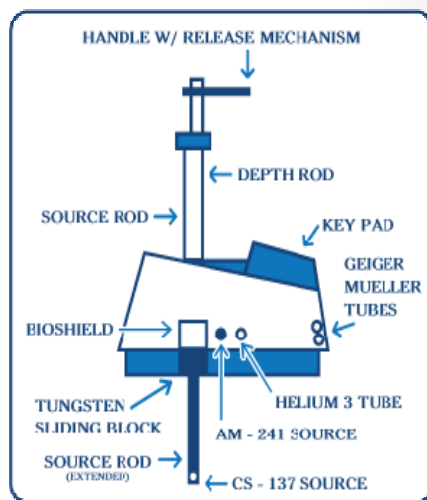 HANDLE W/ RELEASE MECHANISM
DEPTH ROD
SOURCE ROD
KEY PAD
GEIGER
MUELLER
TUBES
BIOSHIELD
HELIUM 3 TUBE
TUNGSTEN
SLIDING BLOCK
AM - 241 SOURCE
SOURCE ROD
(EXTENDED)
CS - 137 SOURCE